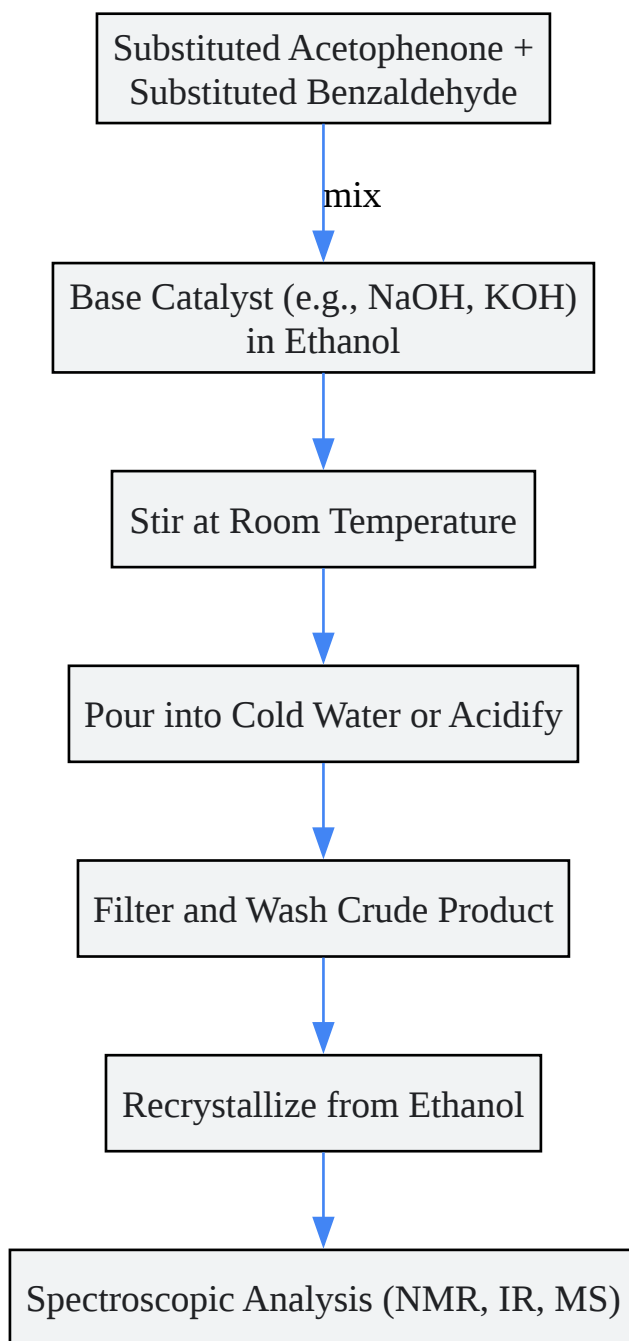 Substituted Acetophenone +
Substituted Benzaldehyde
mix
Base Catalyst (e.g., NaOH, KOH)
in Ethanol
Stir at Room Temperature
Pour into Cold Water or Acidify
Filter and Wash Crude Product
Recrystallize from Ethanol
Spectroscopic Analysis (NMR, IR, MS)